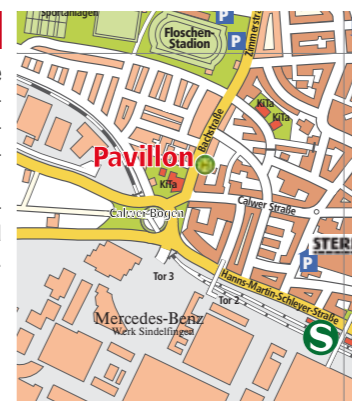 Sportanlagen
P
Floschen-
Stadion
P
Zimmerstr
KiTa
KiTa
Bachstraße
Pavillon
H
KiTa
Calwer Straße
Calwer Bogen
STER
P
Tor 3
Hanns-Martin-Schleyer-Straße
Tor 2
Mercedes-Benz
Werk Sindelfingen
S